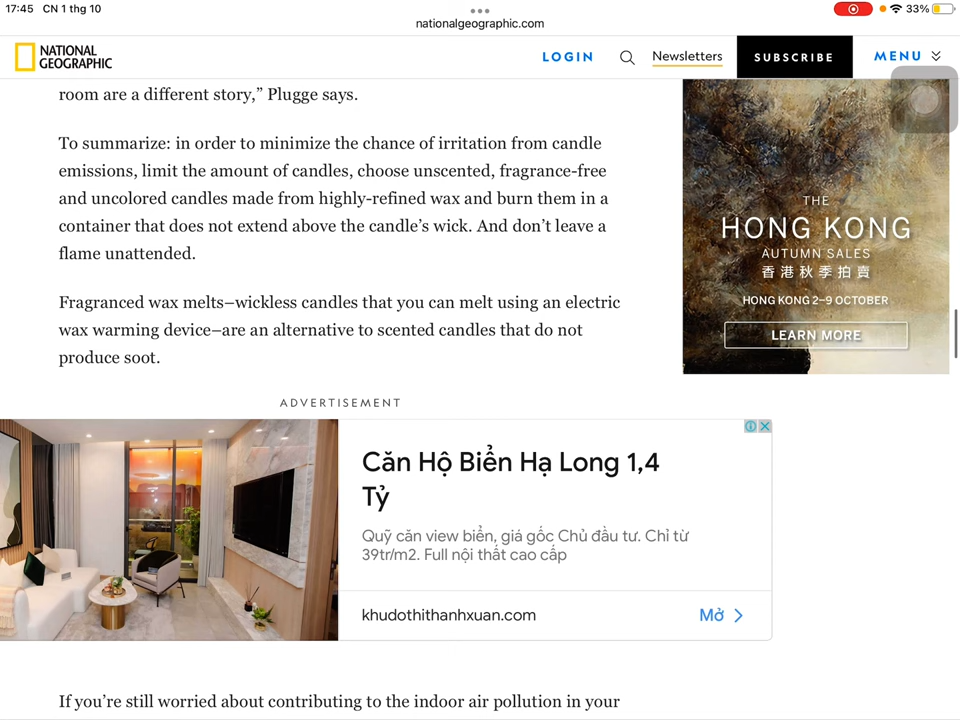 17:45 CN 1 thg 10
nationalgeographic.com
33%
NATIONAL
GEOGRAPHIC
LOGIN
Newsletters
SUBSCRIBE
MENU
room are a different story,” Plugge says.
To summarize: in order to minimize the chance of irritation from candle
emissions, limit the amount of candles, choose unscented, fragrance-free
and uncolored candles made from highly-refined wax and burn them in a
container that does not extend above the candle’s wick. And don’t leave a
flame unattended.
Fragranced wax melts–wickless candles that you can melt using an electric
wax warming device–are an alternative to scented candles that do not
produce soot.
THE
HONG KONG
AUTUMN SALES
香港秋季拍賣
HONG KONG 2–9 OCTOBER
LEARN MORE
ADVERTISEMENT
Căn Hộ Biển Hạ Long 1,4
Tỷ
Quỹ căn view biển, giá gốc Chủ đầu tư. Chỉ từ
39tr/m2. Full nội thất cao cấp
khudothithanhxuan.com
Mở
If you’re still worried about contributing to the indoor air pollution in your